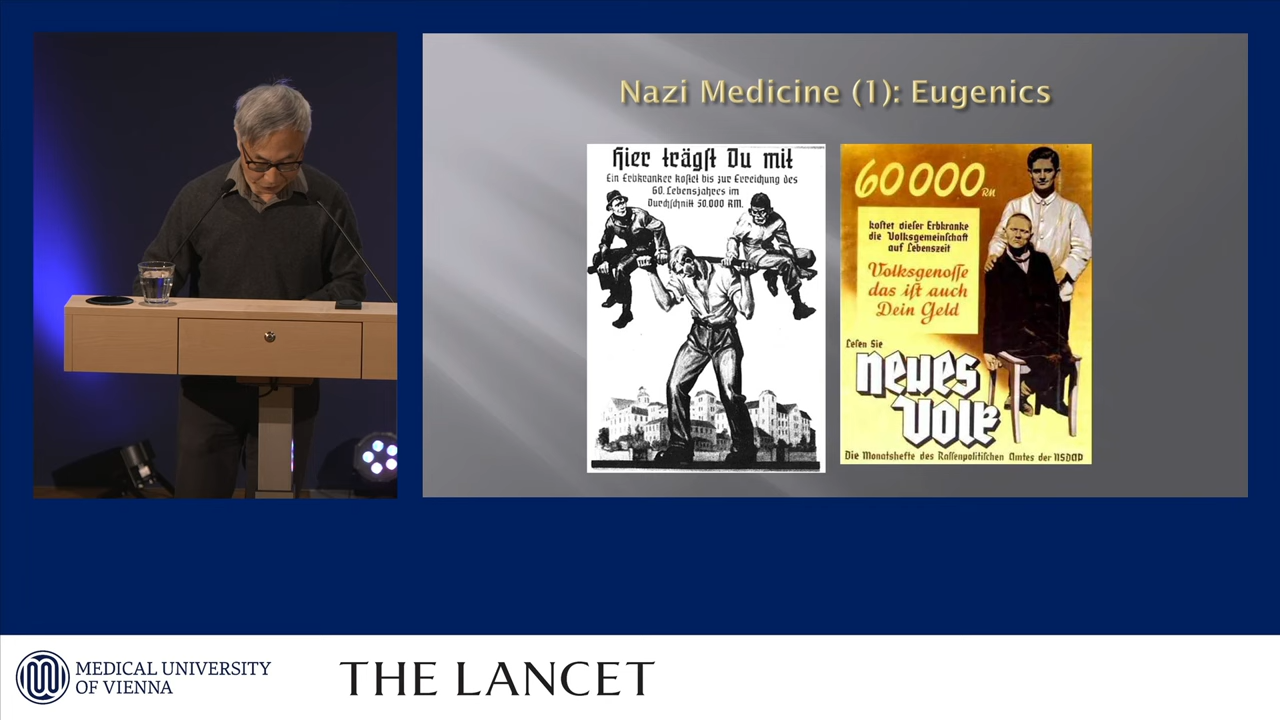 Nazi Medicine (1): Eugenics
Hier trägst Du mit
Ein Erbkranker kostet bis zur Erreichung des
60. Lebensjahres im
Durchschnitt 50.000 RM.
60000 RM
kostet dieser Erbkranke
die Volksgemeinschaft
auf Lebenszeit
Volksgenosse
das ist auch
Dein Geld
Lesen Sie
neues
Volk
Die Monatshefte des Rassenpolitischen Amtes der NSDAP
MEDICAL UNIVERSITY
OF VIENNA
THE LANCET